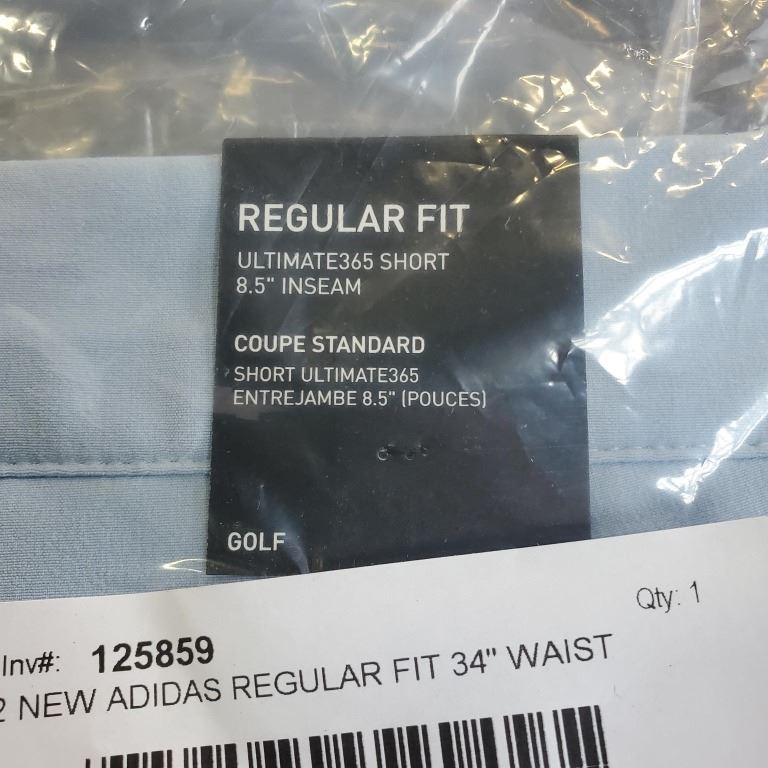 REGULAR FIT
ULTIMATE365 SHORT
8.5" INSEAM
COUPE STANDARD
SHORT ULTIMATE365
ENTREJAMBE 8.5" (POUCES)
GOLF
Qty: 1
Inv#: 125859
2 NEW ADIDAS REGULAR FIT 34" WAIST